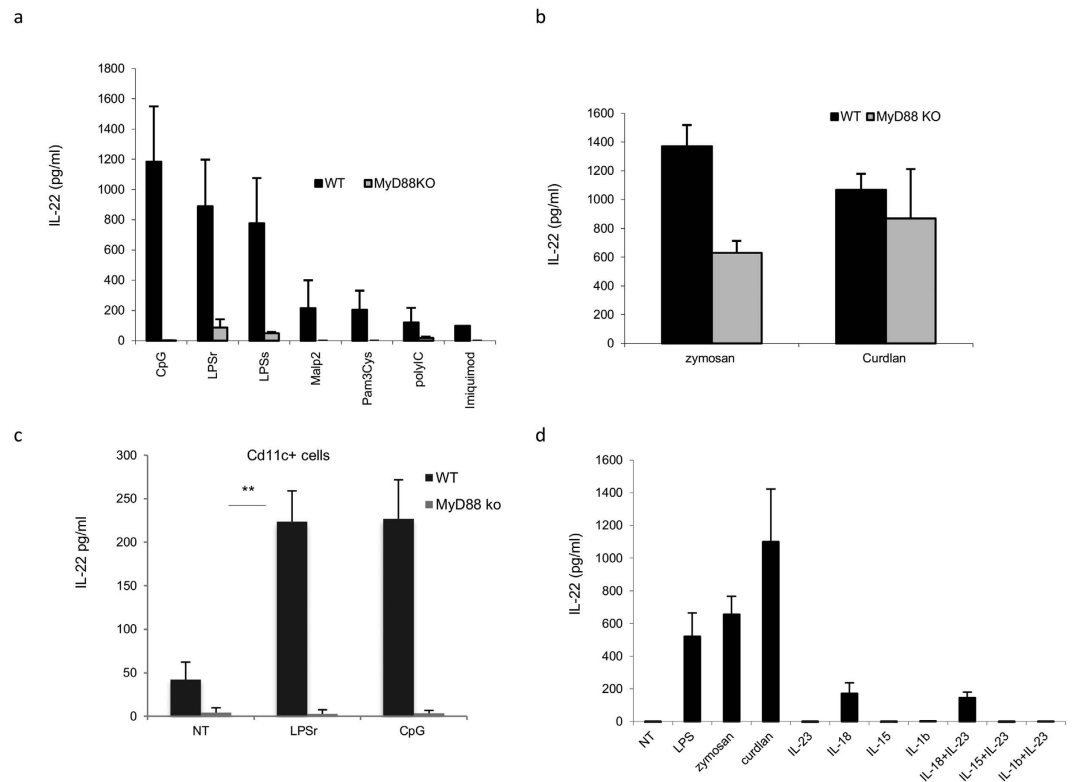 a
1800
1600
1400
1200
1000
800
600
400
200
0
IL-22 (pg/ml)
WT MyD88KO
CpG
LPSr
LPSs
Malp2
Pam3Cys
polyIC
Imiquimod
b
1600
1400
1200
1000
800
600
400
200
0
IL-22 (pg/ml)
WT MyD88 KO
zymosan Curdlan
c
Cd11c+ cells
300
250
200
150
100
50
0
IL-22 pg/ml
**
WT
MyD88 ko
NT LPSr CpG
d
1600
1400
1200
1000
800
600
400
200
0
IL-22 (pg/ml)
NT
LPS
zymosan
curdlan
IL-23
IL-18
IL-15
IL-1b
IL-18+IL-23
IL-15+IL-23
IL-1b+IL-23